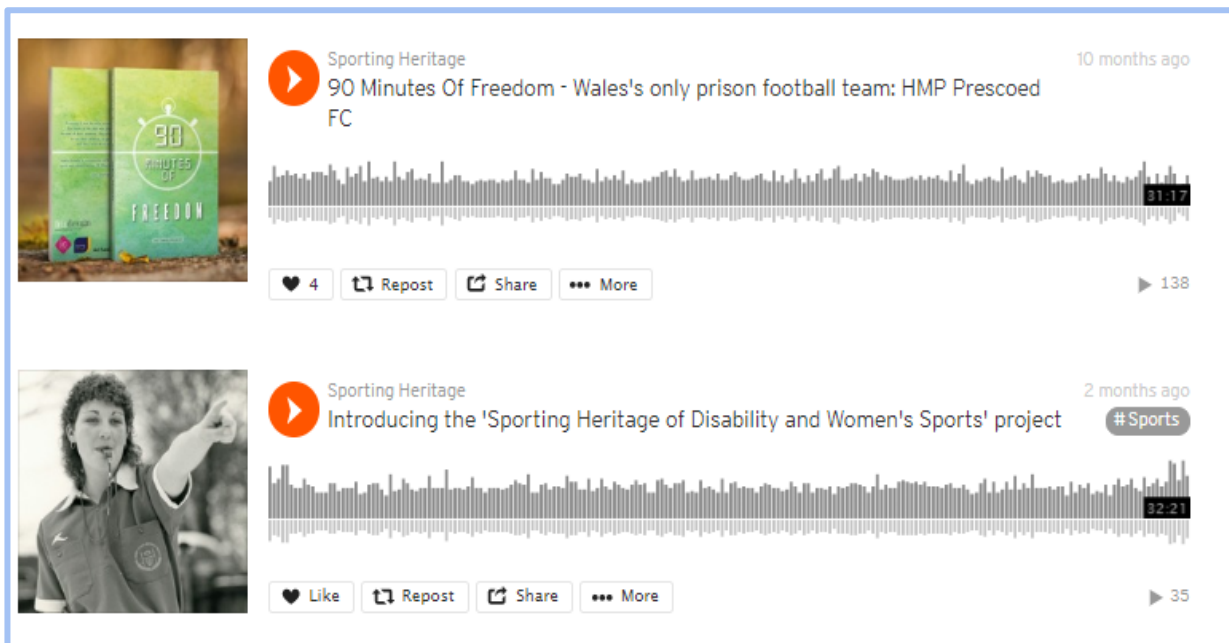 Sporting Heritage
10 months ago
90 Minutes Of Freedom - Wales's only prison football team: HMP Prescoed
FC
90
MINUTES
OF
FREEDOM
31:17
4
Repost
Share
More
138
Sporting Heritage
2 months ago
Introducing the 'Sporting Heritage of Disability and Women's Sports' project
#Sports
32:21
Like
Repost
Share
More
35